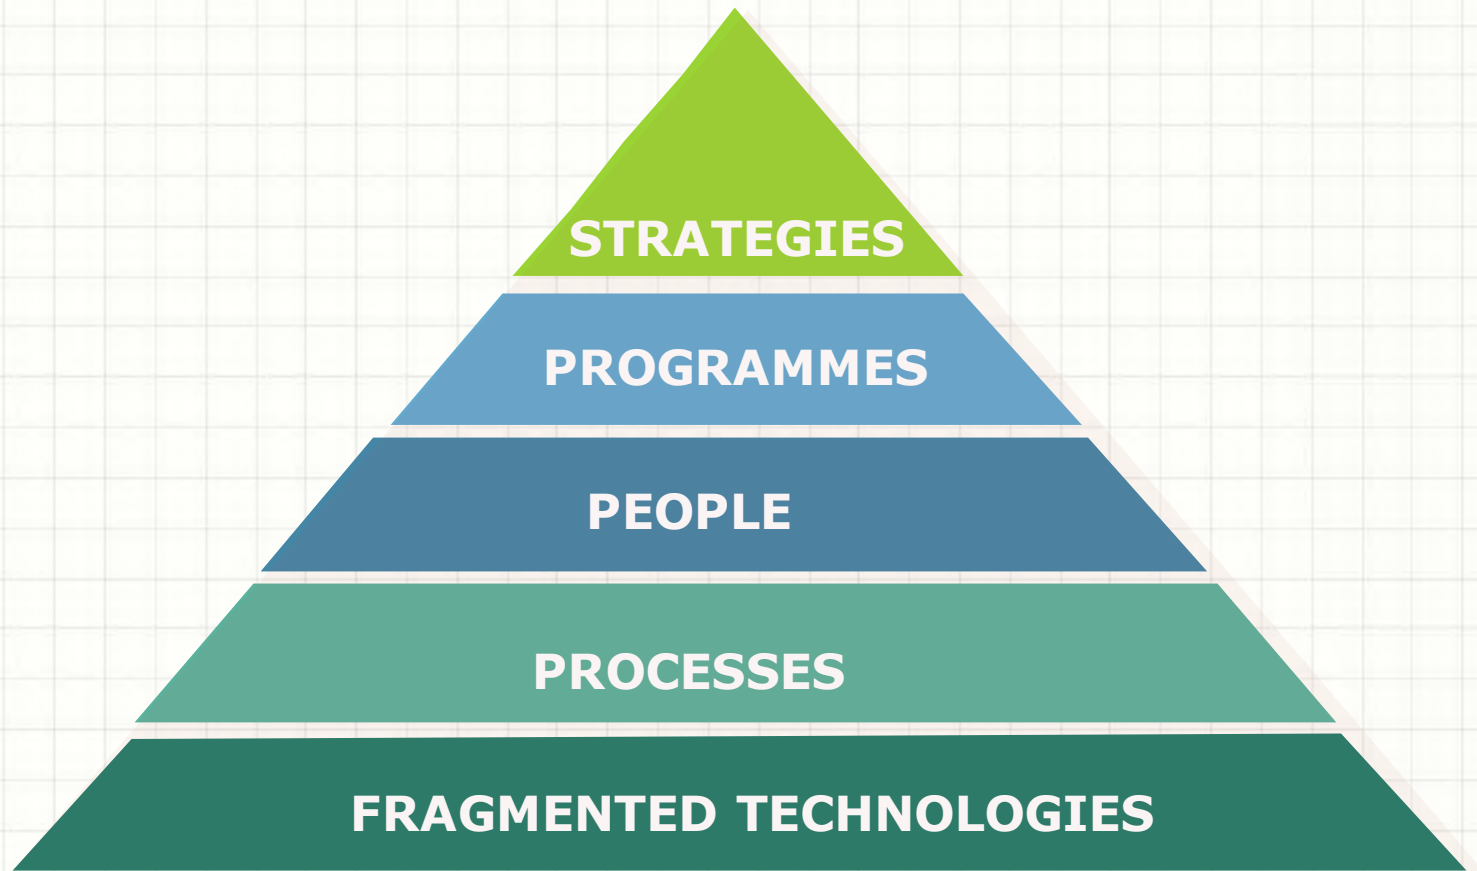 STRATEGIES
PROGRAMMES
PEOPLE
PROCESSES
FRAGMENTED TECHNOLOGIES